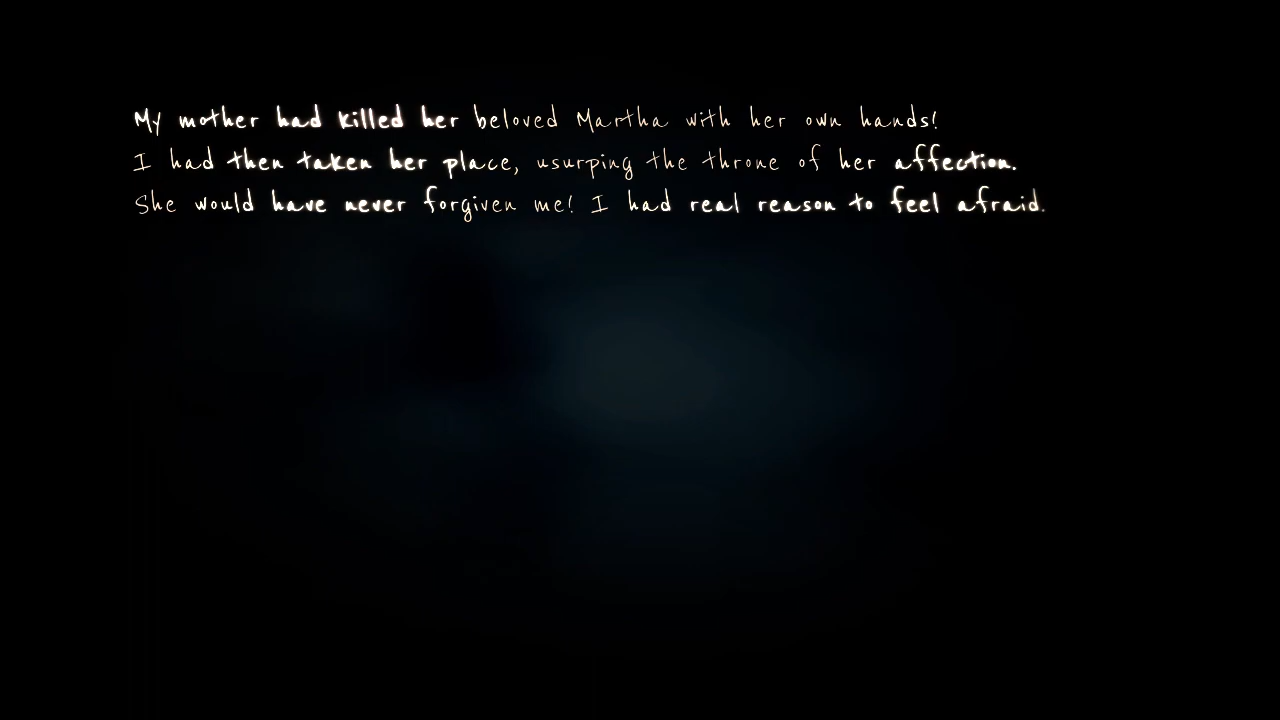 My mother had killed her beloved Martha with her own hands!
I had then taken her place, usurping the throne of her affection.
She would have never forgiven me! I had real reason to feel afraid.